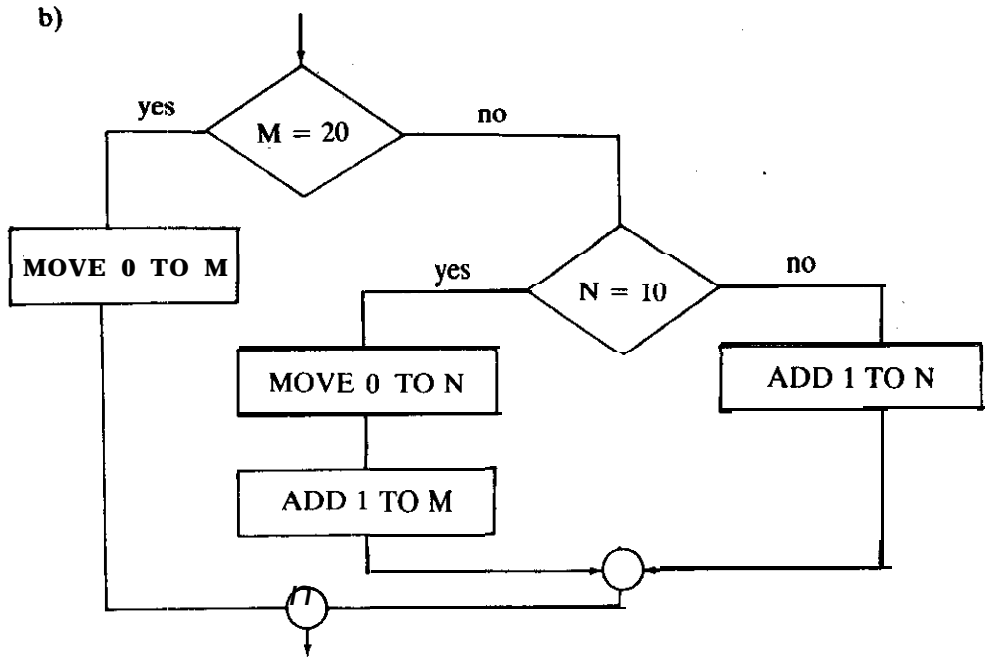 b)
yes
M = 20
no
MOVE 0 TO M
yes
N = 10
no
MOVE 0 TO N
ADD 1 TO N
ADD 1 TO M